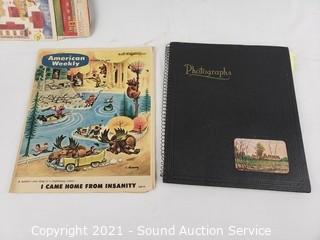 American
Weekly
I CAME HOME FROM INSANITY
Photographs
Copyright 2021 - Sound Auction Service